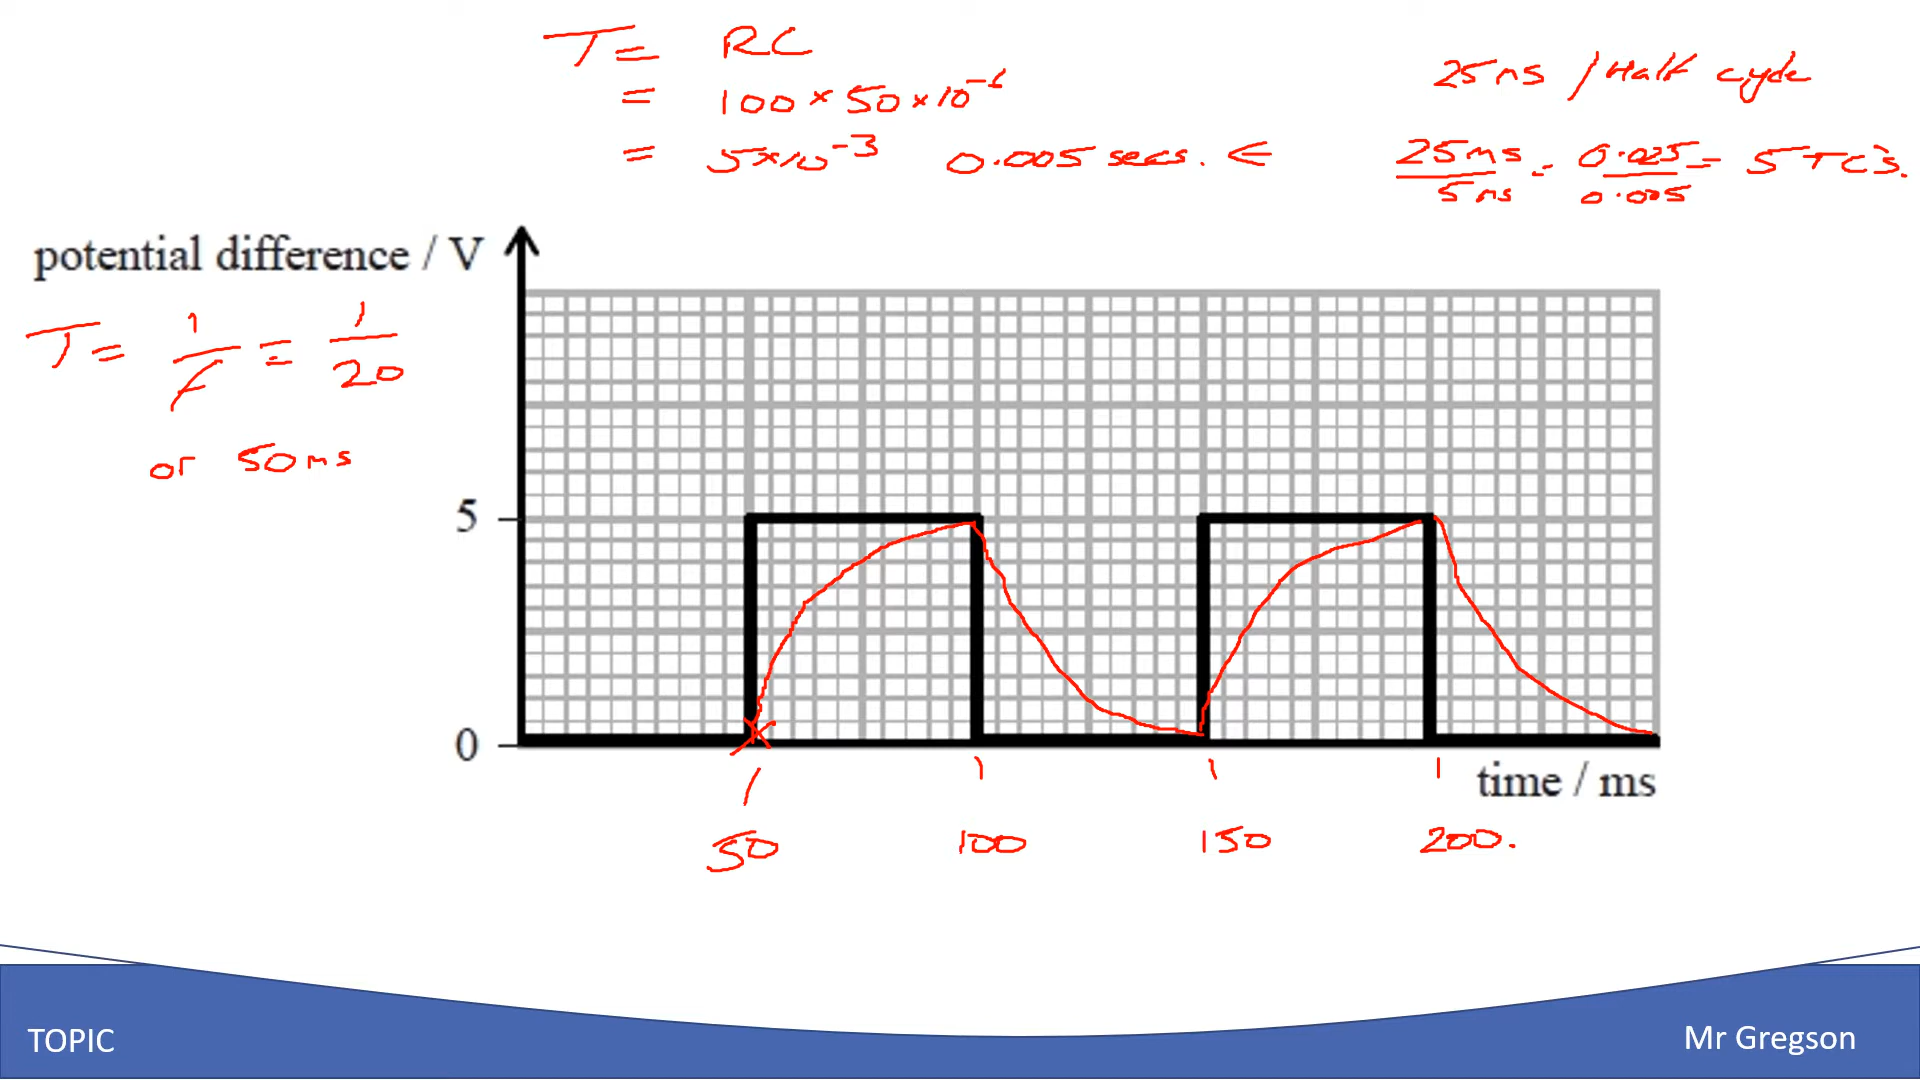 T = RC
= 100 × 50 × 10⁻⁶
= 5×10⁻³ 0.005 secs. ←
25ms / Half cycle
25ms/5ms = 0.025/0.005 = 5 TC's.
potential difference / V
T = 1/f = 1/20
or 50ms
5
0
time / ms
50 100 150 200.
TOPIC
Mr Gregson